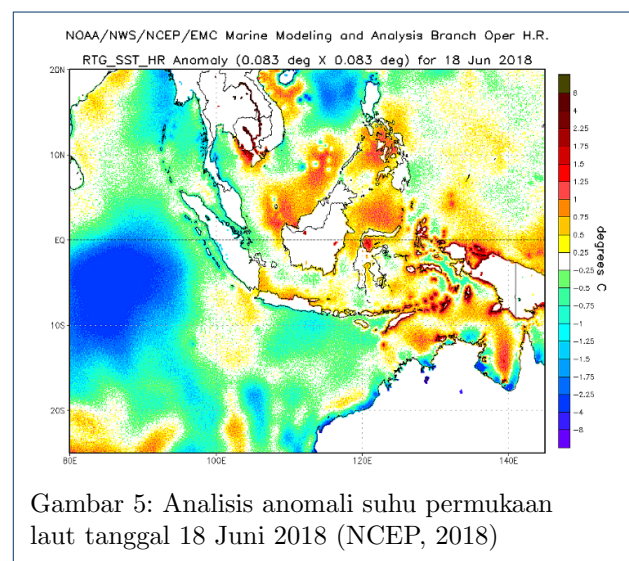 NOAA/NWS/NCEP/EMC Marine Modeling and Analysis Branch Oper H.R.
RTG_SST_HR Anomaly (0.083 deg X 0.083 deg) for 18 Jun 2018
20N
10N
EQ
10S
20S
80E
100E
120E
140E
8
4
2.25
1.75
1.25
1
0.75
0.5
0.25
-0.25
-0.5
-0.75
-1
-1.25
-1.5
-1.75
-2.25
-4
-8
degrees C
Gambar 5: Analisis anomali suhu permukaan
laut tanggal 18 Juni 2018 (NCEP, 2018)